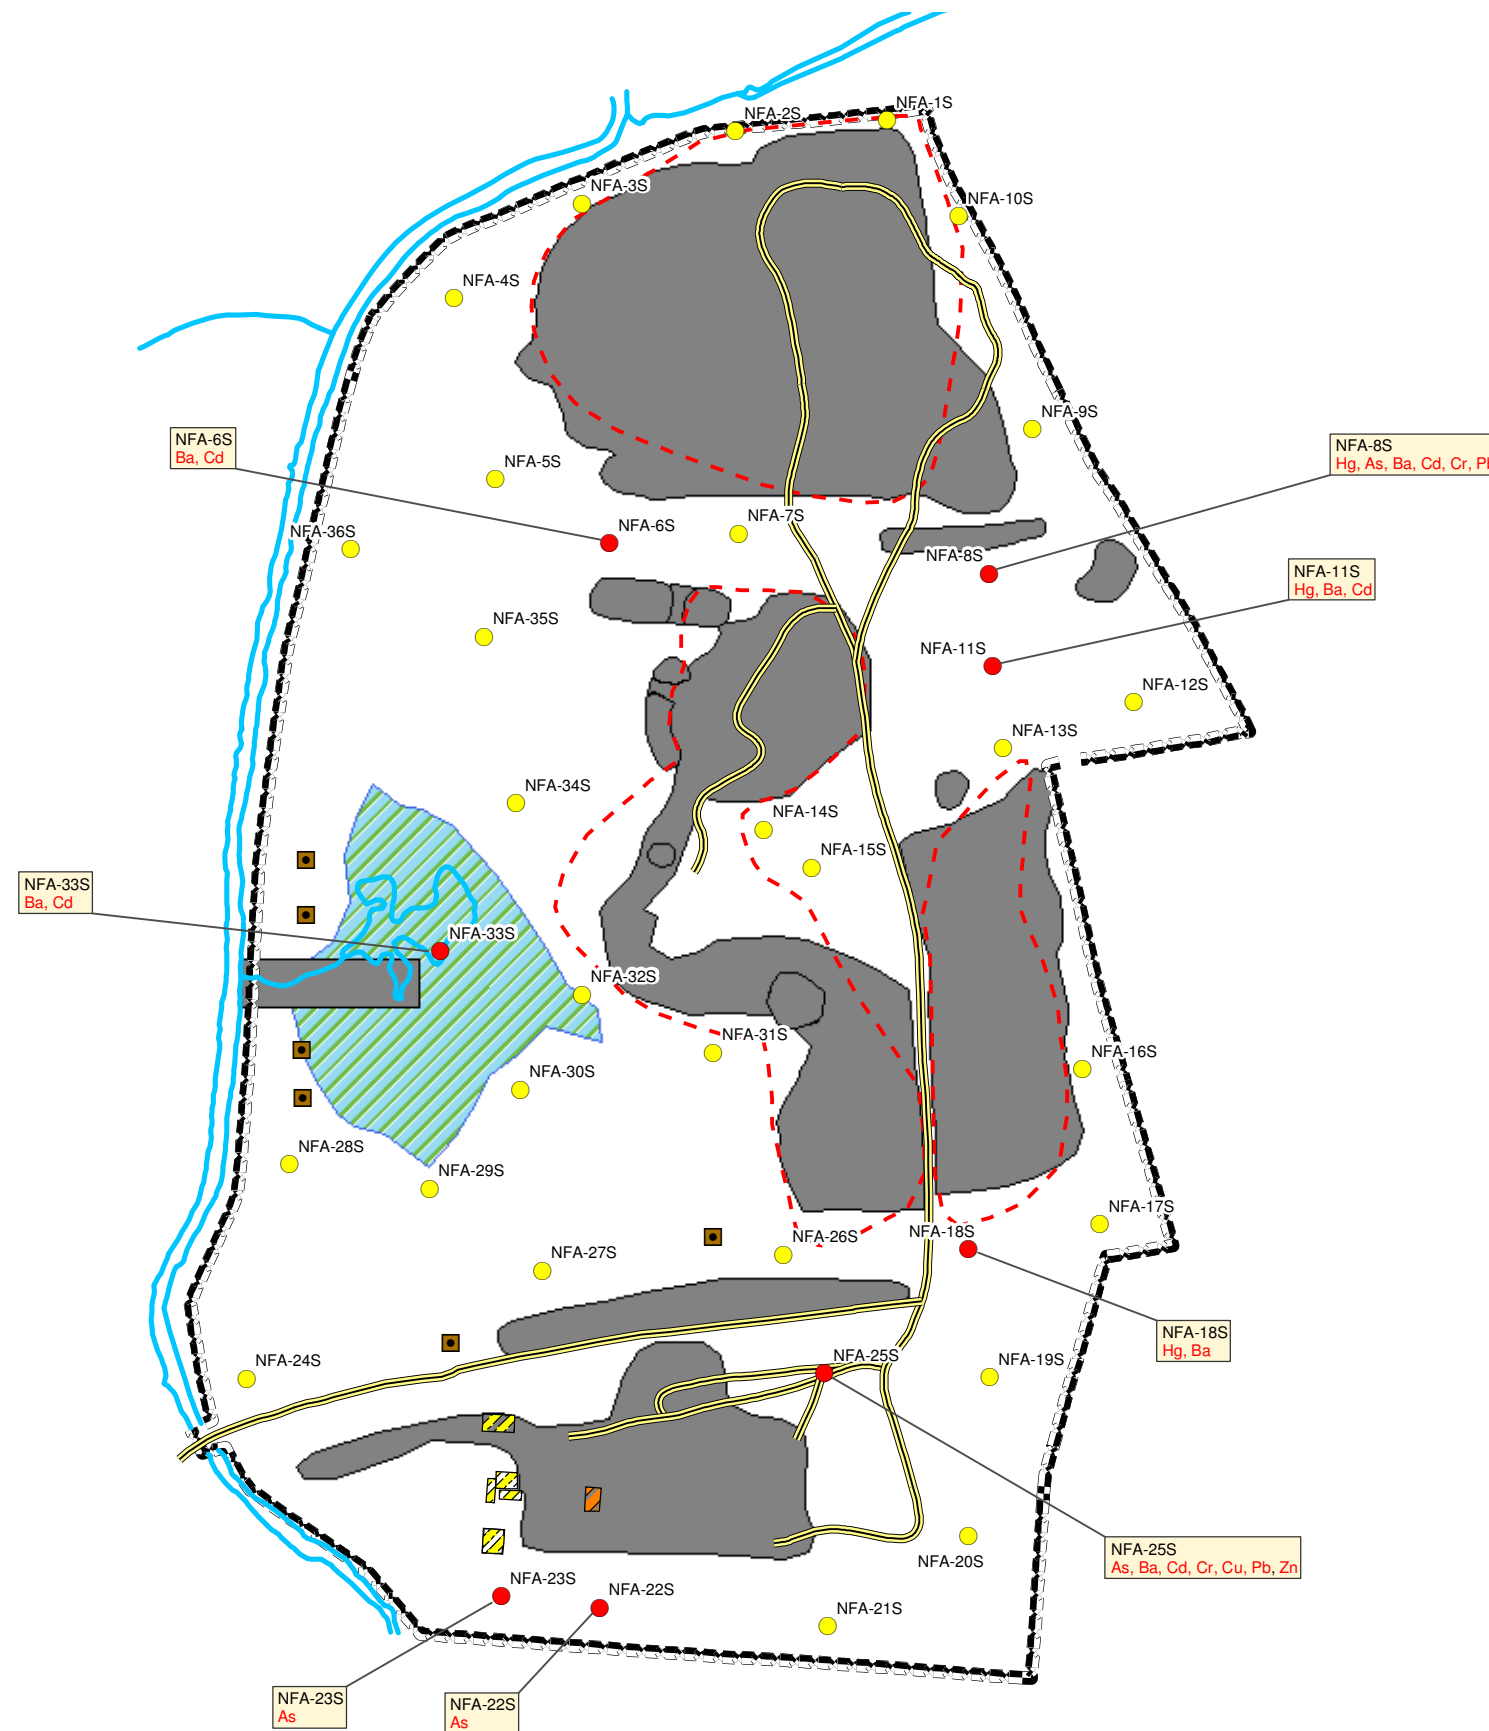 NFA-1S
NFA-2S
NFA-3S
NFA-10S
NFA-4S
NFA-9S
NFA-6S
Ba, Cd
NFA-8S
Hg, As, Ba, Cd, Cr,
NFA-5S
NFA-7S
NFA-6S
NFA-36S
NFA-8S
NFA-11S
Hg, Ba, Cd
NFA-35S
NFA-11S
NFA-12S
NFA-13S
NFA-34S
NFA-14S
NFA-15S
NFA-33S
Ba, Cd
NFA-33S
NFA-32S
NFA-31S
NFA-16S
NFA-30S
NFA-28S
NFA-29S
NFA-17S
NFA-26S
NFA-18S
NFA-27S
NFA-18S
Hg, Ba
NFA-24S
NFA-25S
NFA-19S
NFA-25S
As, Ba, Cd, Cr, Cu, Pb, Zn
NFA-20S
NFA-23S
NFA-22S
NFA-21S
NFA-23S
As
NFA-22S
As